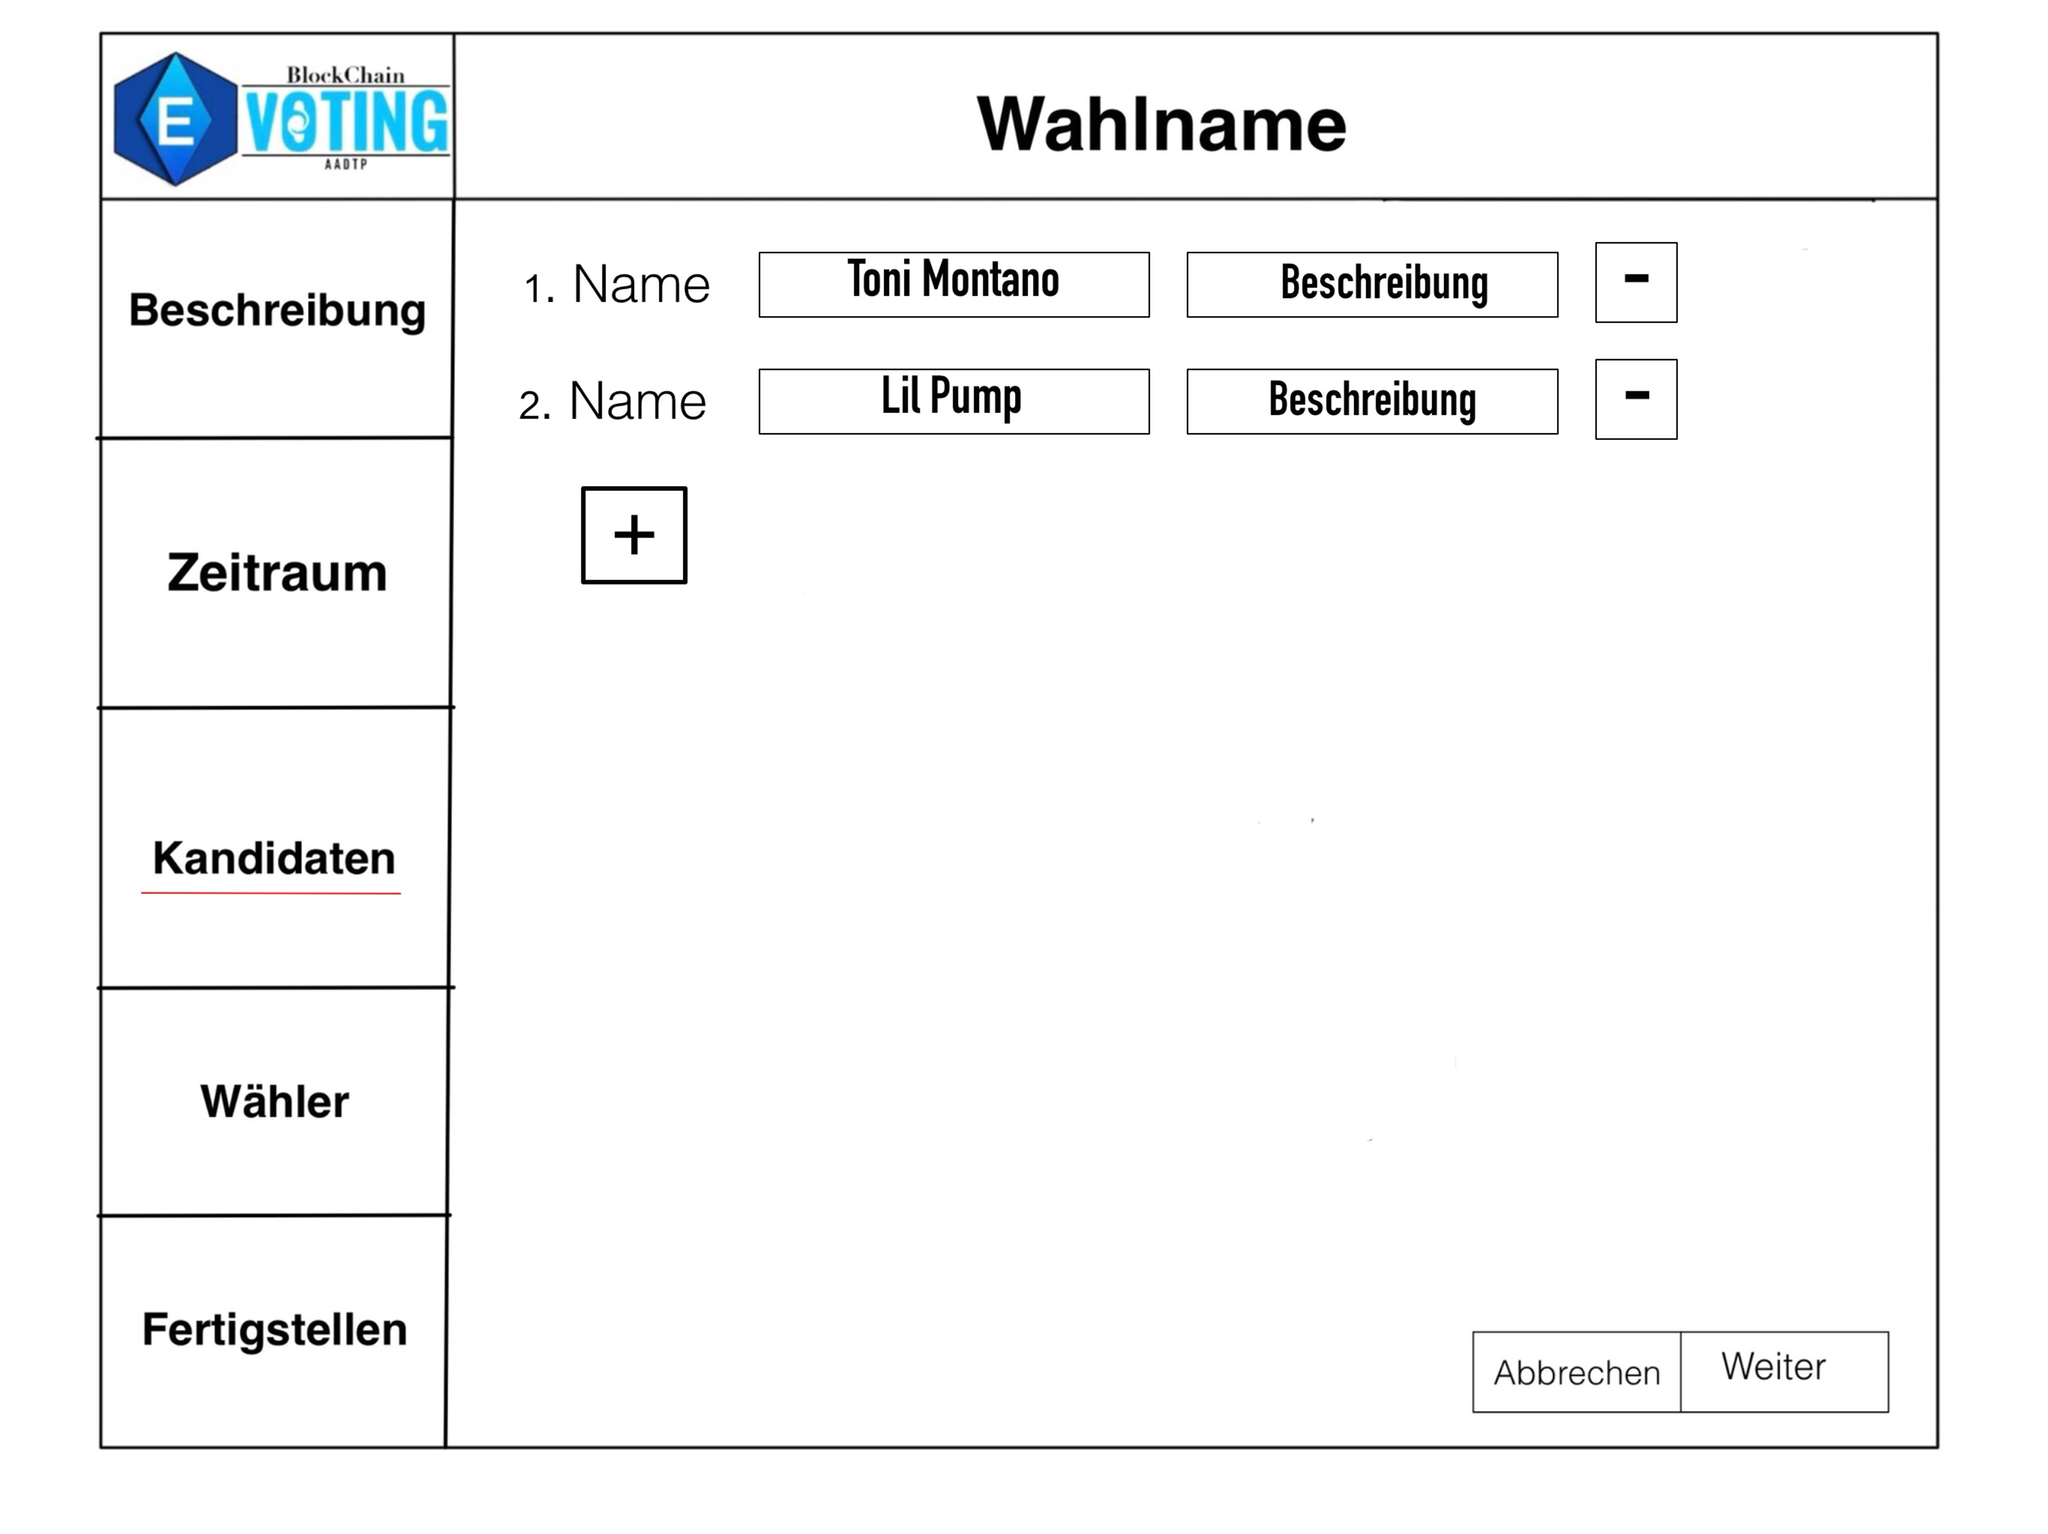 BlockChain
E VOTING
AADTP
Wahlname
Beschreibung
Zeitraum
Kandidaten
Wähler
Fertigstellen
1. Name Toni Montano Beschreibung -
2. Name Lil Pump Beschreibung -
+
Abbrechen Weiter